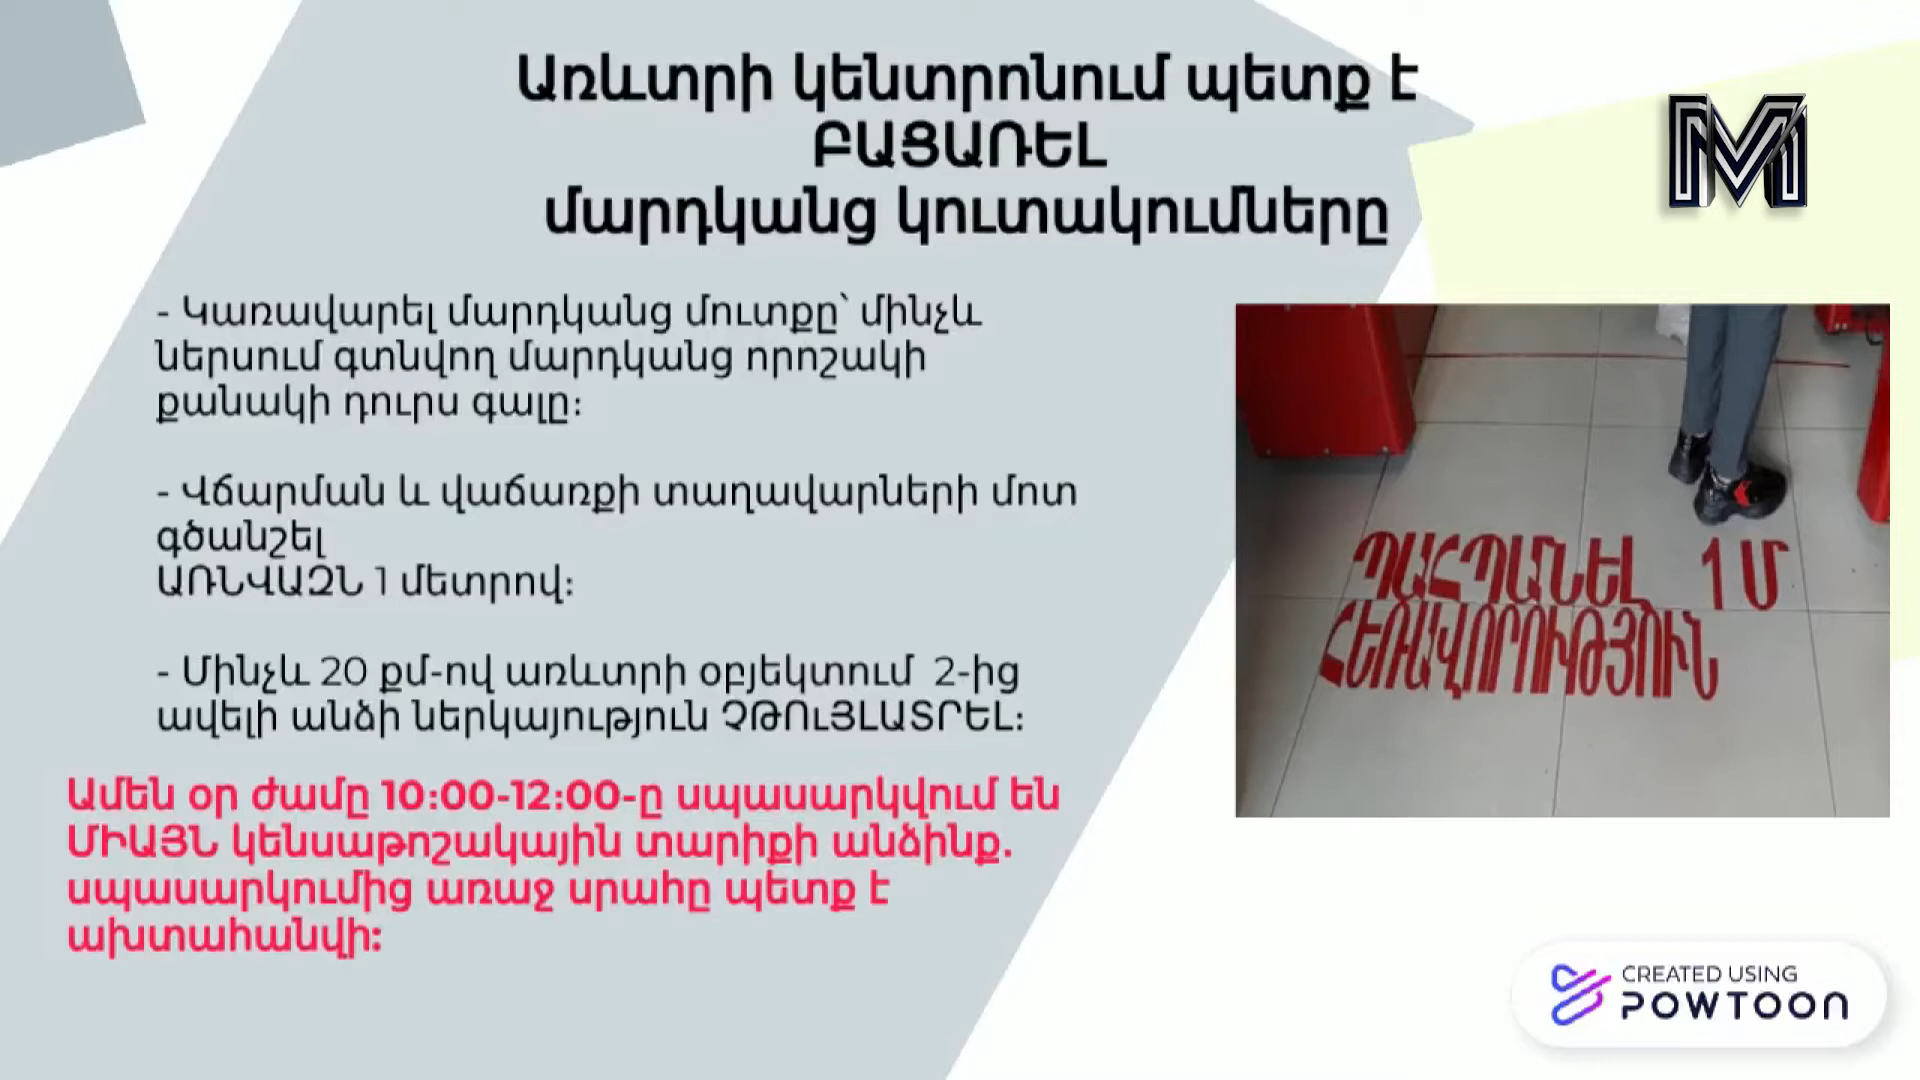 Առևտրի կենտրոնում պետք է
ԲԱՑԱՌԵԼ
մարդկանց կուտակումները
- Կառավարել մարդկանց մուտքը՝ մինչև
ներսում գտնվող մարդկանց որոշակի
քանակի դուրս գալը։
- Վճարման և վաճառքի տաղավարների մոտ
գծանշել
ԱՌՆՎԱԶՆ 1 մետրով։
- Մինչև 20 քմ-ով առևտրի օբյեկտում 2-ից
ավելի անձի ներկայություն ՉԹՈւՅԼԱՏՐԵԼ։
Ամեն օր ժամը 10։00-12։00-ը սպասարկվում են
ՄԻԱՅՆ կենսաթոշակային տարիքի անձինք.
սպասարկումից առաջ սրահը պետք է
ախտահանվի:
M
ՊԱՀՊԱՆԵԼ 1 Մ
ՀԵՌԱՎՈՐՈՒԹՅՈՒՆ
CREATED USING
POWTOON